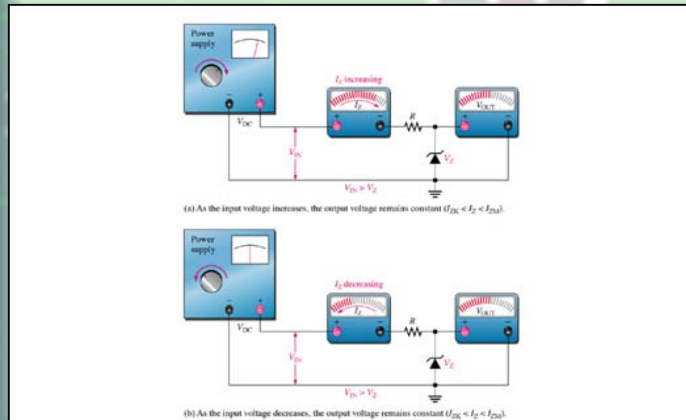 Power
supply
I_Z increasing
I_Z
V_OUT
− +
+ −
R
+ −
V_DC
V_IN
V_Z
V_IN > V_Z
(a) As the input voltage increases, the output voltage remains constant (I_ZK < I_Z < I_ZM).
Power
supply
I_Z decreasing
I_Z
V_OUT
− +
+ −
R
+ −
V_DC
V_IN
V_Z
V_IN > V_Z
(b) As the input voltage decreases, the output voltage remains constant (I_ZK < I_Z < I_ZM).